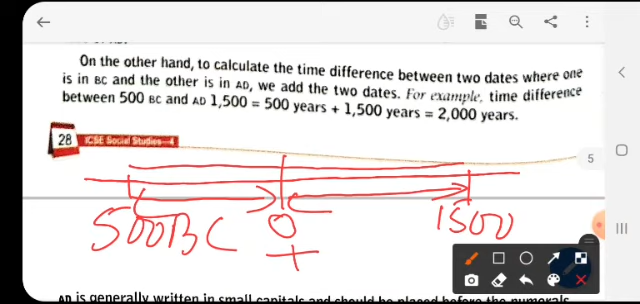 On the other hand, to calculate the time difference between two dates where one
is in BC and the other is in AD, we add the two dates. For example, time difference
between 500 BC and AD 1,500 = 500 years + 1,500 years = 2,000 years.
28 ICSE Social Studies—4
5
500BC 0 1500
+
AD is generally written in small capitals and should be placed before the numerals